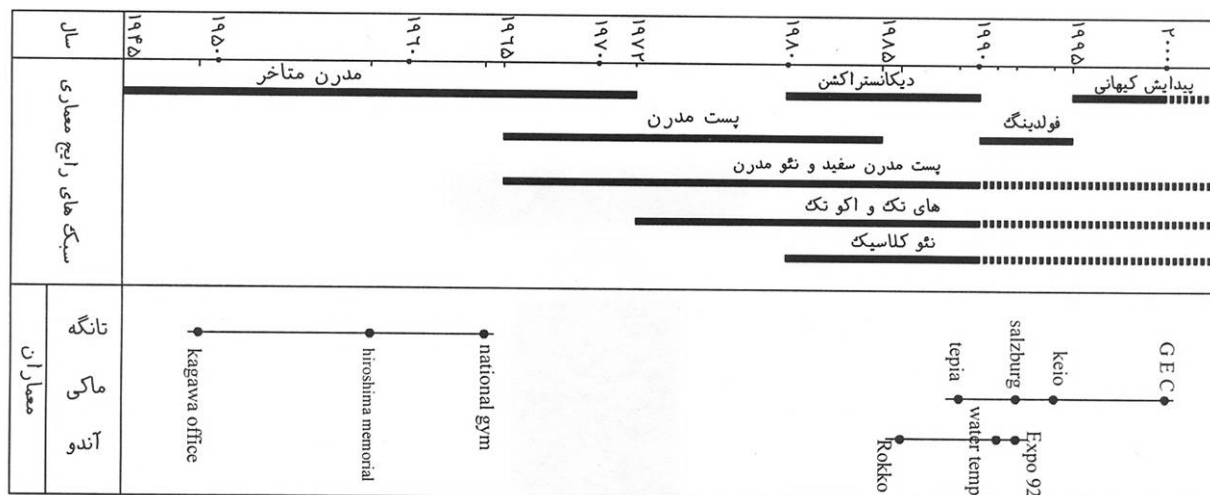 سال
۱۹۴۵
۱۹۵۰
۱۹۶۰
۱۹۶۵
۱۹۷۰
۱۹۷۲
۱۹۸۰
۱۹۸۵
۱۹۹۰
۱۹۹۵
۲۰۰۰
سبک های رایج معماری
مدرن متاخر
دیکانستراکشن
پیدایش کیهانی
پست مدرن
فولدینگ
پست مدرن سفید و نئو مدرن
های تک و اکو تک
نئو کلاسیک
معماران
تانگه
kagawa office
hiroshima memorial
national gym
ماکی
tepia
salzburg
keio
G E C
آندو
Rokko
water temp
Expo 92